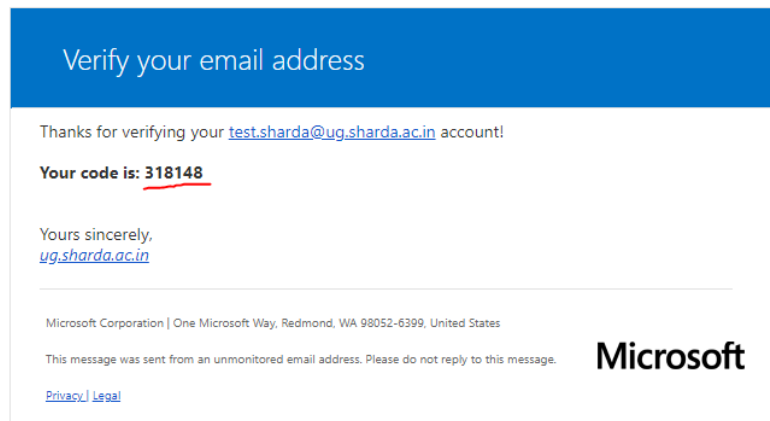 Verify your email address
Thanks for verifying your test.sharda@ug.sharda.ac.in account!
Your code is: 318148
Yours sincerely,
ug.sharda.ac.in
Microsoft Corporation | One Microsoft Way, Redmond, WA 98052-6399, United States
This message was sent from an unmonitored email address. Please do not reply to this message.
Microsoft
Privacy | Legal